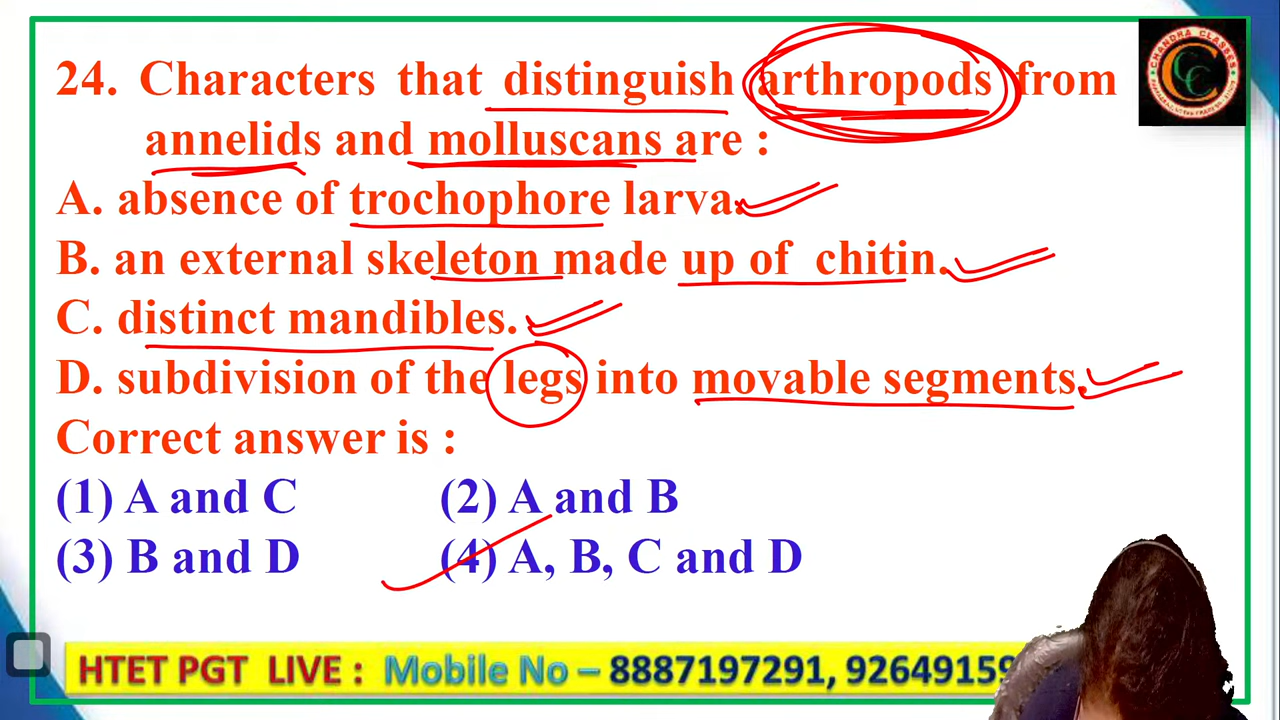 24. Characters that distinguish arthropods from
annelids and molluscans are :
A. absence of trochophore larva.
B. an external skeleton made up of chitin.
C. distinct mandibles.
D. subdivision of the legs into movable segments.
Correct answer is :
(1) A and C (2) A and B
(3) B and D (4) A, B, C and D
HTET PGT LIVE : Mobile No – 8887197291, 92649159
CHANDRA CLASSES